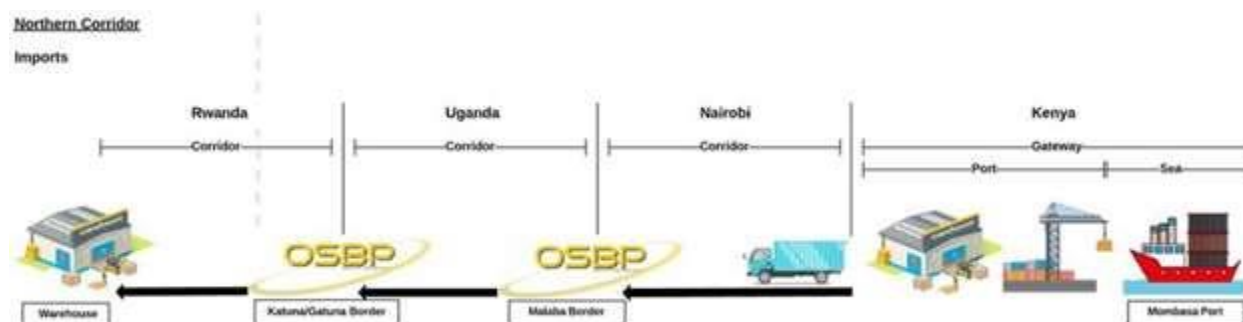 Northern Corridor
Imports
Rwanda
Uganda
Nairobi
Kenya
Corridor
Corridor
Corridor
Gateway
Port
Sea
OSBP
OSBP
Warehouse
Katuna/Gatuna Border
Malaba Border
Mombasa Port